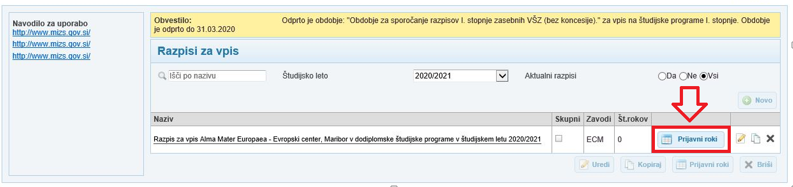 Navodilo za uporabo
http://www.mizs.gov.si/
http://www.mizs.gov.si/
http://www.mizs.gov.si/
Obvestilo: Odprto je obdobje: "Obdobje za sporočanje razpisov I. stopnje zasebnih VŠZ (brez koncesije)." za vpis na študijske programe I. stopnje. Obdobje
je odprto do 31.03.2020
Razpisi za vpis
Išči po nazivu Študijsko leto 2020/2021 Aktualni razpisi Da Ne Vsi
Novo
Naziv Skupni Zavodi Št.rokov
Razpis za vpis Alma Mater Europaea - Evropski center, Maribor v dodiplomske študijske programe v študijskem letu 2020/2021 ECM 0 Prijavni roki
Uredi Kopiraj Prijavni roki Briši